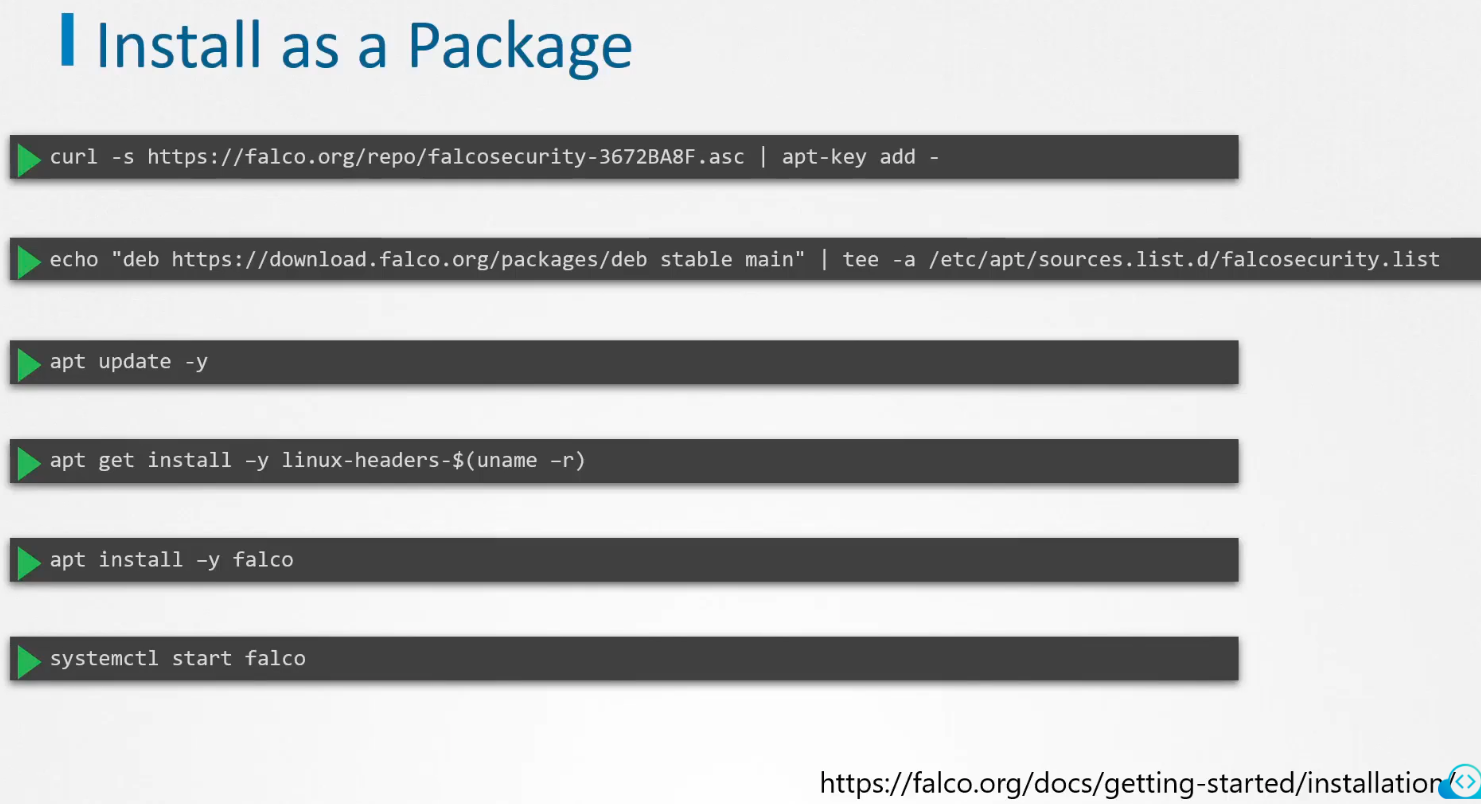 Install as a Package
curl -s https://falco.org/repo/falcosecurity-3672BA8F.asc | apt-key add -
echo "deb https://download.falco.org/packages/deb stable main" | tee -a /etc/apt/sources.list.d/falcosecurity.list
apt update -y
apt get install –y linux-headers-$(uname –r)
apt install –y falco
systemctl start falco
https://falco.org/docs/getting-started/installation/